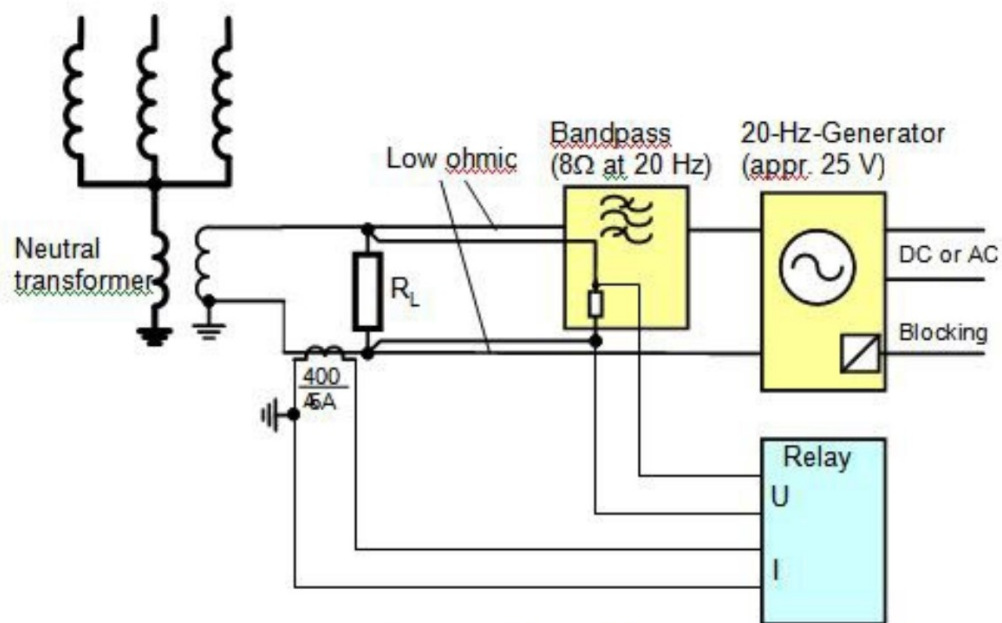 Bandpass
(8Ω at 20 Hz)
20-Hz-Generator
(appr. 25 V)
Low ohmic
Neutral
transformer
DC or AC
R_L
Blocking
400
Relay
U
I